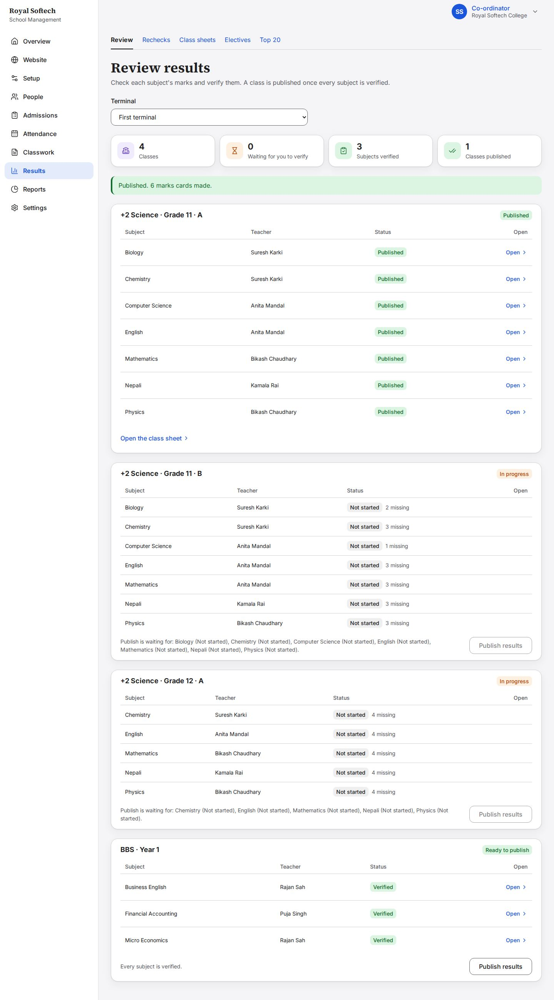 Royal Softech
School Management
SS
Co-ordinator
Royal Softech College
Overview
Website
Setup
People
Admissions
Attendance
Classwork
Results
Reports
Settings
Review Rechecks Class sheets Electives Top 20
Review results
Check each subject's marks and verify them. A class is published once every subject is verified.
Terminal
First terminal
4
Classes
0
Waiting for you to verify
3
Subjects verified
1
Classes published
Published. 6 marks cards made.
+2 Science · Grade 11 · A Published
Subject Teacher Status Open
Biology Suresh Karki Published Open
Chemistry Suresh Karki Published Open
Computer Science Anita Mandal Published Open
English Anita Mandal Published Open
Mathematics Bikash Chaudhary Published Open
Nepali Kamala Rai Published Open
Physics Bikash Chaudhary Published Open
Open the class sheet
+2 Science · Grade 11 · B In progress
Subject Teacher Status Open
Biology Suresh Karki Not started 2 missing
Chemistry Suresh Karki Not started 3 missing
Computer Science Anita Mandal Not started 1 missing
English Anita Mandal Not started 3 missing
Mathematics Anita Mandal Not started 3 missing
Nepali Kamala Rai Not started 3 missing
Physics Bikash Chaudhary Not started 3 missing
Publish is waiting for: Biology (Not started), Chemistry (Not started), Computer Science (Not started), English (Not started),
Mathematics (Not started), Nepali (Not started), Physics (Not started).
Publish results
+2 Science · Grade 12 · A In progress
Subject Teacher Status Open
Chemistry Suresh Karki Not started 4 missing
English Anita Mandal Not started 4 missing
Mathematics Bikash Chaudhary Not started 4 missing
Nepali Kamala Rai Not started 4 missing
Physics Bikash Chaudhary Not started 4 missing
Publish is waiting for: Chemistry (Not started), English (Not started), Mathematics (Not started), Nepali (Not started), Physics (Not
started).
Publish results
BBS · Year 1 Ready to publish
Subject Teacher Status Open
Business English Rajan Sah Verified Open
Financial Accounting Puja Singh Verified Open
Micro Economics Rajan Sah Verified Open
Every subject is verified.
Publish results